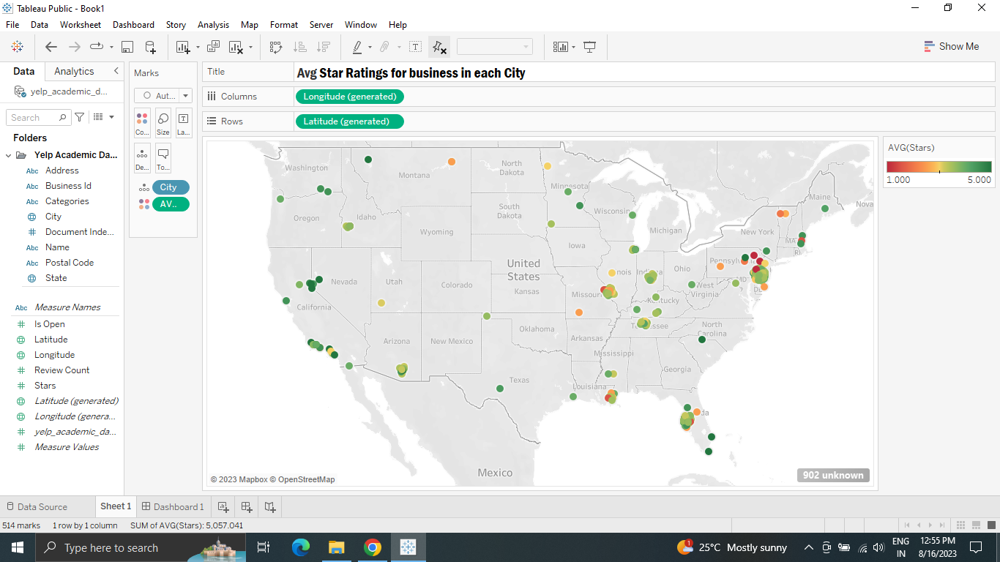 Tableau Public - Book1
File Data Worksheet Dashboard Story Analysis Map Format Server Window Help
Show Me
Data Analytics
yelp_academic_d...
Search
Folders
Yelp Academic Da...
Abc Address
Abc Business Id
Abc Categories
City
Document Inde...
Abc Name
Abc Postal Code
State
Abc Measure Names
Is Open
Latitude
Longitude
Review Count
Stars
Latitude (generated)
Longitude (genera...
yelp_academic_da...
Measure Values
Marks
Aut...
Co... Size La...
De... To...
City
AV..
Title Avg Star Ratings for business in each City
Columns Longitude (generated)
Rows Latitude (generated)
Washington
Montana
North
Dakota
Minnesota
Maine
Nova
Oregon
Idaho
South
Dakota
Wisconsin
Michigan
New York
MA
RI
Wyoming
Iowa
Pennsylv
Nevada
Utah
Colorado
United
States
Kansas
nois
Indiana
Ohio
MD
DE
West
Virginia
California
Missouri
Kentucky
Arizona
New Mexico
Oklahoma
Arkansas
Tennessee
North
Carolina
Mississippi
Georgia
Texas
Louisiana
da
Mexico
© 2023 Mapbox © OpenStreetMap
902 unknown
AVG(Stars)
1.000 5.000
Data Source Sheet 1 Dashboard 1
514 marks 1 row by 1 column SUM of AVG(Stars): 5,057.041
Type here to search
1
25°C Mostly sunny
ENG
IN
12:55 PM
8/16/2023